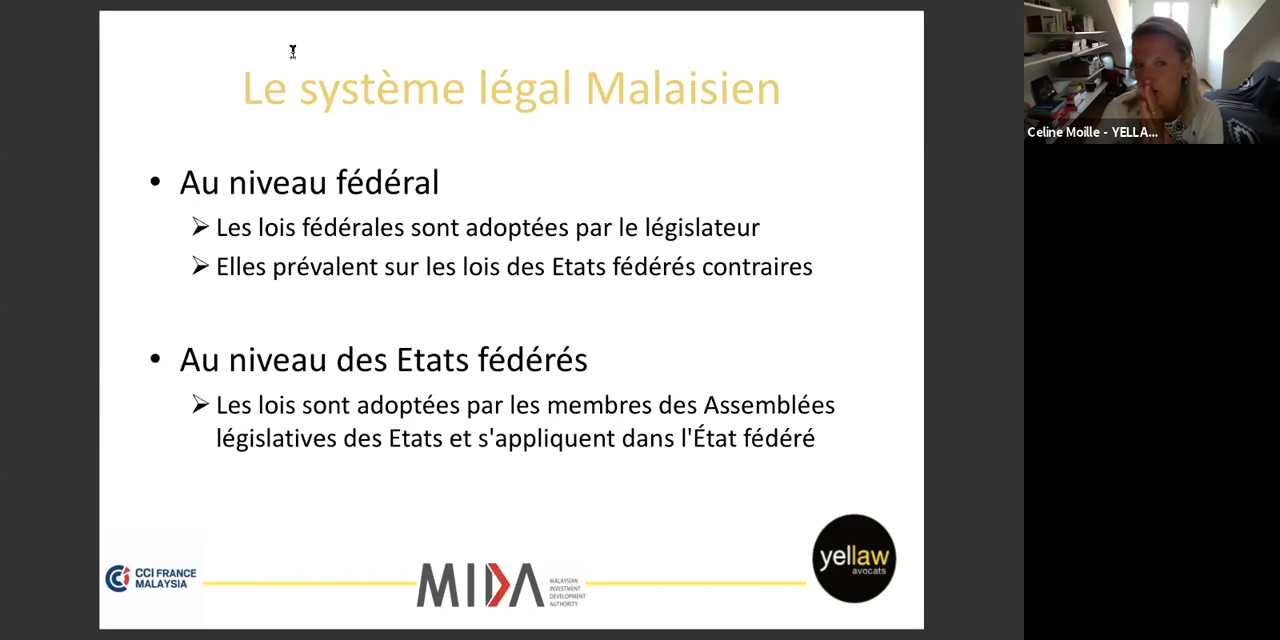 Le système légal Malaisien
• Au niveau fédéral
➢ Les lois fédérales sont adoptées par le législateur
➢ Elles prévalent sur les lois des Etats fédérés contraires
• Au niveau des Etats fédérés
➢ Les lois sont adoptées par les membres des Assemblées
législatives des Etats et s'appliquent dans l'État fédéré
CCI FRANCE
MALAYSIA
MIDA
MALAYSIAN
INVESTMENT
DEVELOPMENT
AUTHORITY
yellaw
avocats
Celine Moille - YELLA...